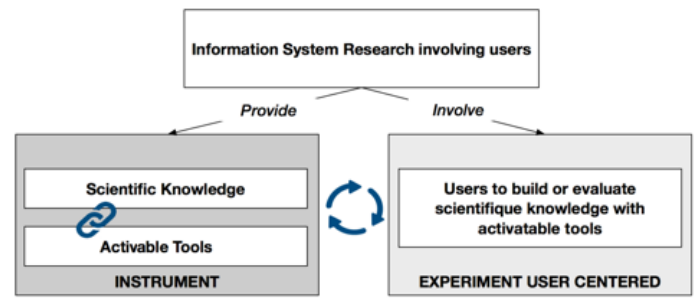 Information System Research involving users
Provide
Involve
Scientific Knowledge
Activable Tools
INSTRUMENT
Users to build or evaluate
scientifique knowledge with
activatable tools
EXPERIMENT USER CENTERED